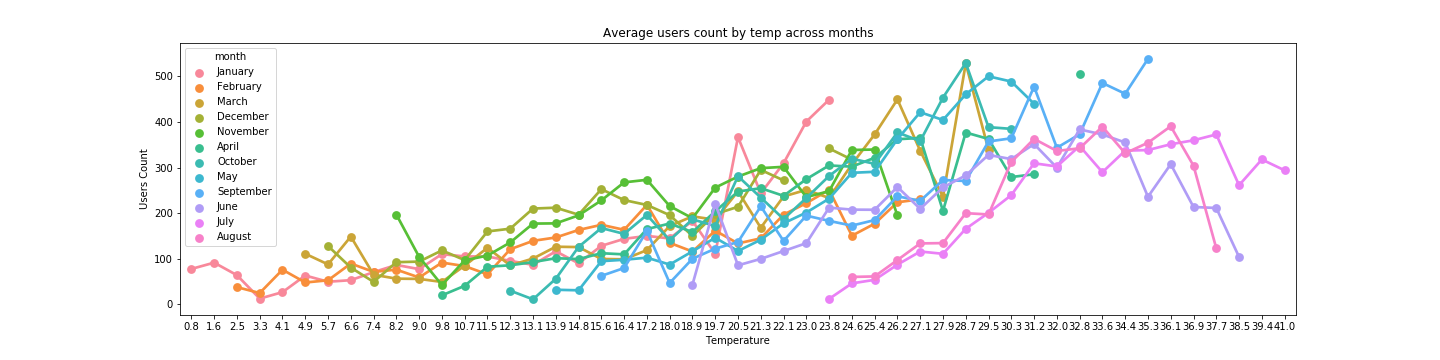 Average users count by temp across months
month
January
February
March
December
November
April
October
May
September
June
July
August
Users Count
500
400
300
200
100
0
0.8 1.6 2.5 3.3 4.1 4.9 5.7 6.6 7.4 8.2 9.0 9.8 10.7 11.5 12.3 13.1 13.9 14.8 15.6 16.4 17.2 18.0 18.9 19.7 20.5 21.3 22.1 23.0 23.8 24.6 25.4 26.2 27.1 27.9 28.7 29.5 30.3 31.2 32.0 32.8 33.6 34.4 35.3 36.1 36.9 37.7 38.5 39.4 41.0
Temperature